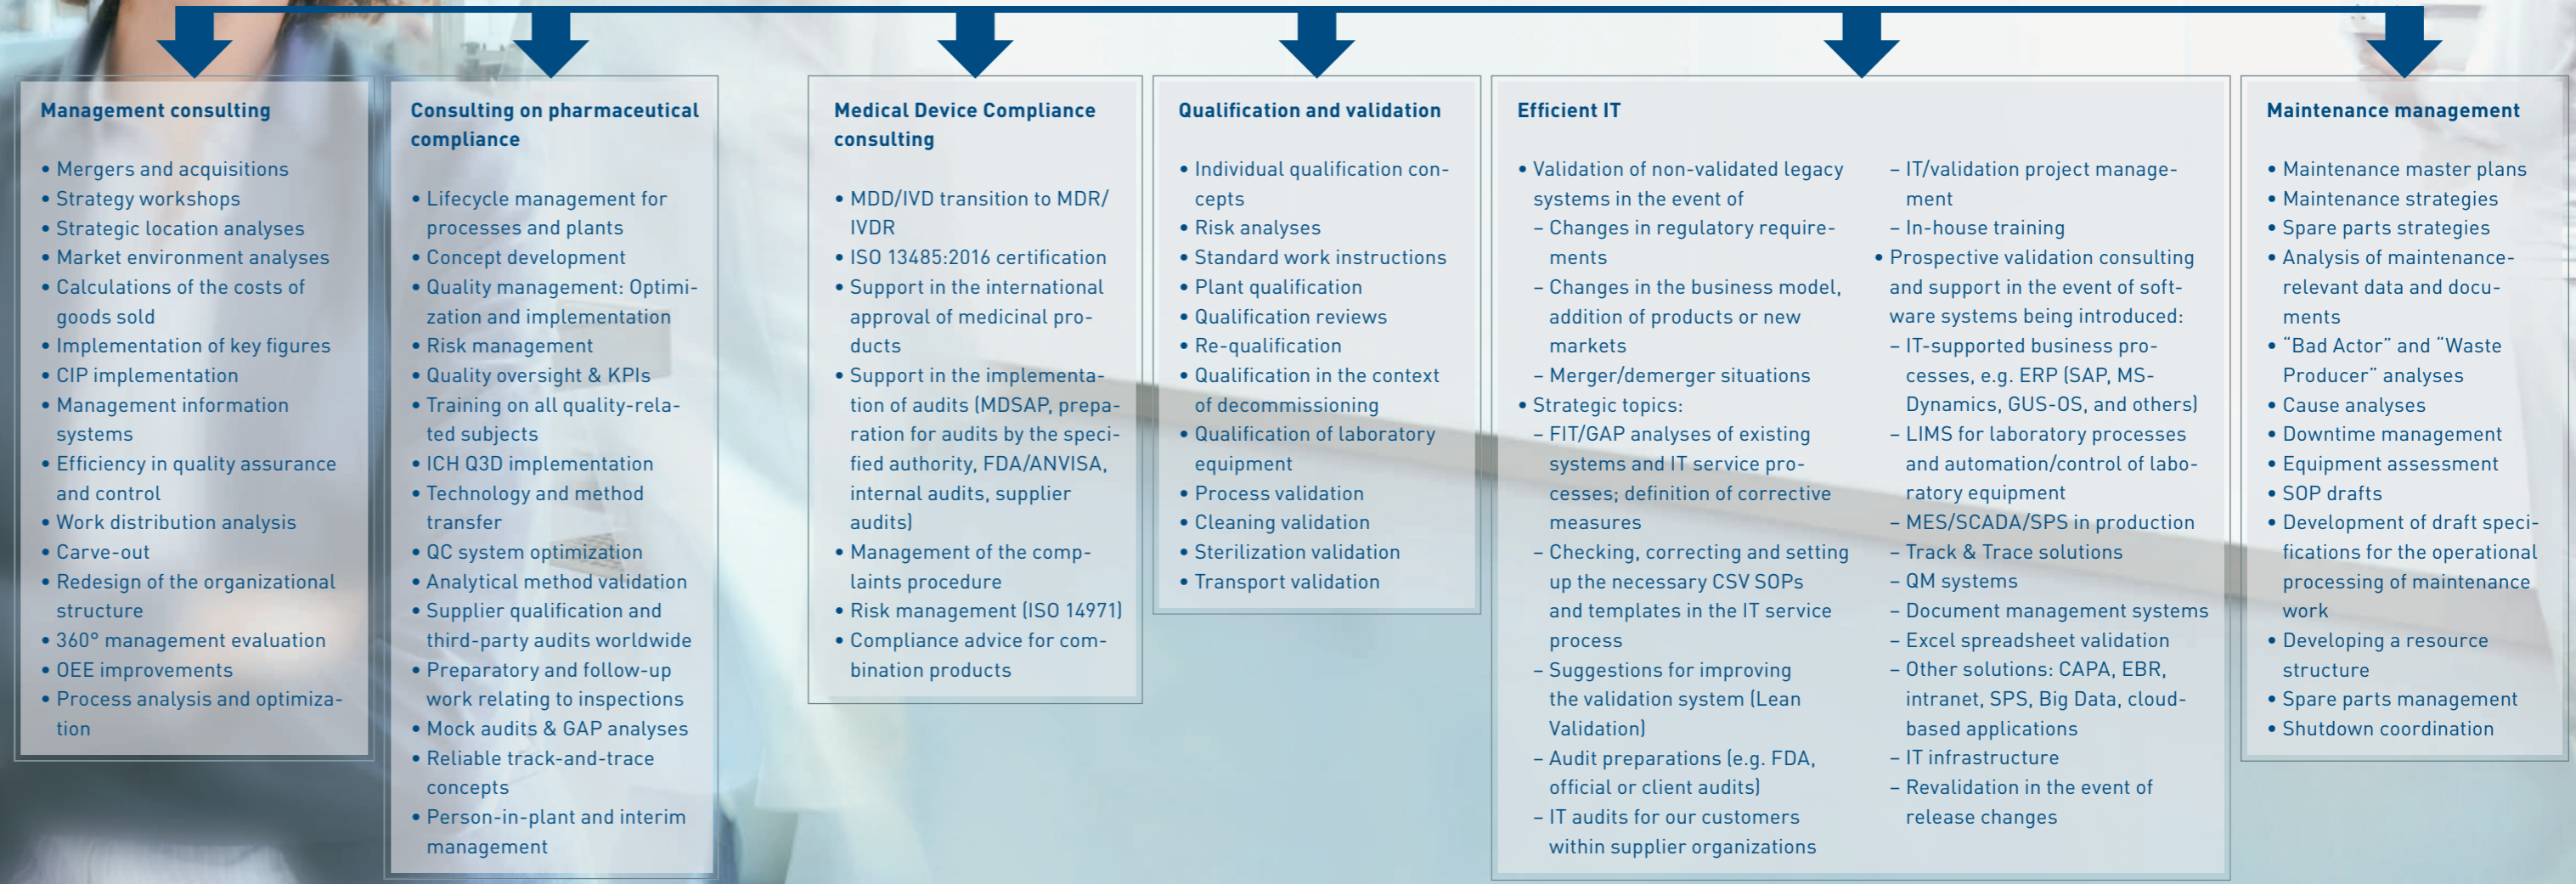 Management consulting
• Mergers and acquisitions
• Strategy workshops
• Strategic location analyses
• Market environment analyses
• Calculations of the costs of
goods sold
• Implementation of key figures
• CIP implementation
• Management information
systems
• Efficiency in quality assurance
and control
• Work distribution analysis
• Carve-out
• Redesign of the organizational
structure
• 360° management evaluation
• OEE improvements
• Process analysis and optimiza-
tion
Consulting on pharmaceutical
compliance
• Lifecycle management for
processes and plants
• Concept development
• Quality management: Optimi-
zation and implementation
• Risk management
• Quality oversight & KPIs
• Training on all quality-rela-
ted subjects
• ICH Q3D implementation
• Technology and method
transfer
• QC system optimization
• Analytical method validation
• Supplier qualification and
third-party audits worldwide
• Preparatory and follow-up
work relating to inspections
• Mock audits & GAP analyses
• Reliable track-and-trace
concepts
• Person-in-plant and interim
management
Medical Device Compliance
consulting
• MDD/IVD transition to MDR/
IVDR
• ISO 13485:2016 certification
• Support in the international
approval of medicinal pro-
ducts
• Support in the implementa-
tion of audits (MDSAP, prepa-
ration for audits by the speci-
fied authority, FDA/ANVISA,
internal audits, supplier
audits)
• Management of the comp-
laints procedure
• Risk management (ISO 14971)
• Compliance advice for com-
bination products
Qualification and validation
• Individual qualification con-
cepts
• Risk analyses
• Standard work instructions
• Plant qualification
• Qualification reviews
• Re-qualification
• Qualification in the context
of decommissioning
• Qualification of laboratory
equipment
• Process validation
• Cleaning validation
• Sterilization validation
• Transport validation
Efficient IT
• Validation of non-validated legacy
systems in the event of
– Changes in regulatory require-
ments
– Changes in the business model,
addition of products or new
markets
– Merger/demerger situations
• Strategic topics:
– FIT/GAP analyses of existing
systems and IT service pro-
cesses; definition of corrective
measures
– Checking, correcting and setting
up the necessary CSV SOPs
and templates in the IT service
process
– Suggestions for improving
the validation system (Lean
Validation)
– Audit preparations (e.g. FDA,
official or client audits)
– IT audits for our customers
within supplier organizations
– IT/validation project manage-
ment
– In-house training
• Prospective validation consulting
and support in the event of soft-
ware systems being introduced:
– IT-supported business pro-
cesses, e.g. ERP (SAP, MS-
Dynamics, GUS-OS, and others)
– LIMS for laboratory processes
and automation/control of labo-
ratory equipment
– MES/SCADA/SPS in production
– Track & Trace solutions
– QM systems
– Document management systems
– Excel spreadsheet validation
– Other solutions: CAPA, EBR,
intranet, SPS, Big Data, cloud-
based applications
– IT infrastructure
– Revalidation in the event of
release changes
Maintenance management
• Maintenance master plans
• Maintenance strategies
• Spare parts strategies
• Analysis of maintenance-
relevant data and docu-
ments
• “Bad Actor” and “Waste
Producer” analyses
• Cause analyses
• Downtime management
• Equipment assessment
• SOP drafts
• Development of draft speci-
fications for the operational
processing of maintenance
work
• Developing a resource
structure
• Spare parts management
• Shutdown coordination